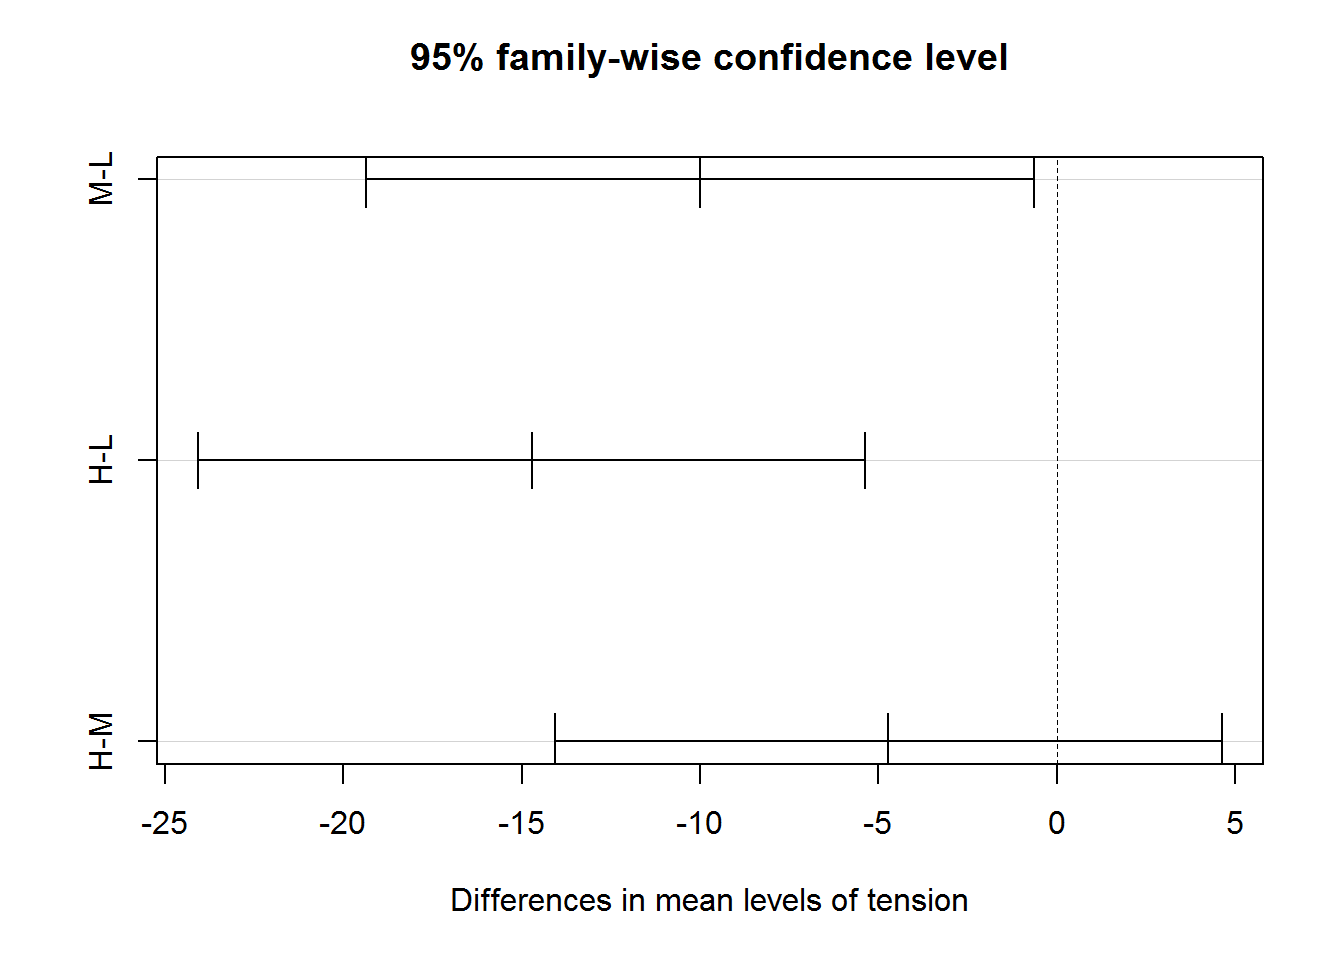 95% family-wise confidence level
M-L
H-L
H-M
-25 -20 -15 -10 -5 0 5
Differences in mean levels of tension